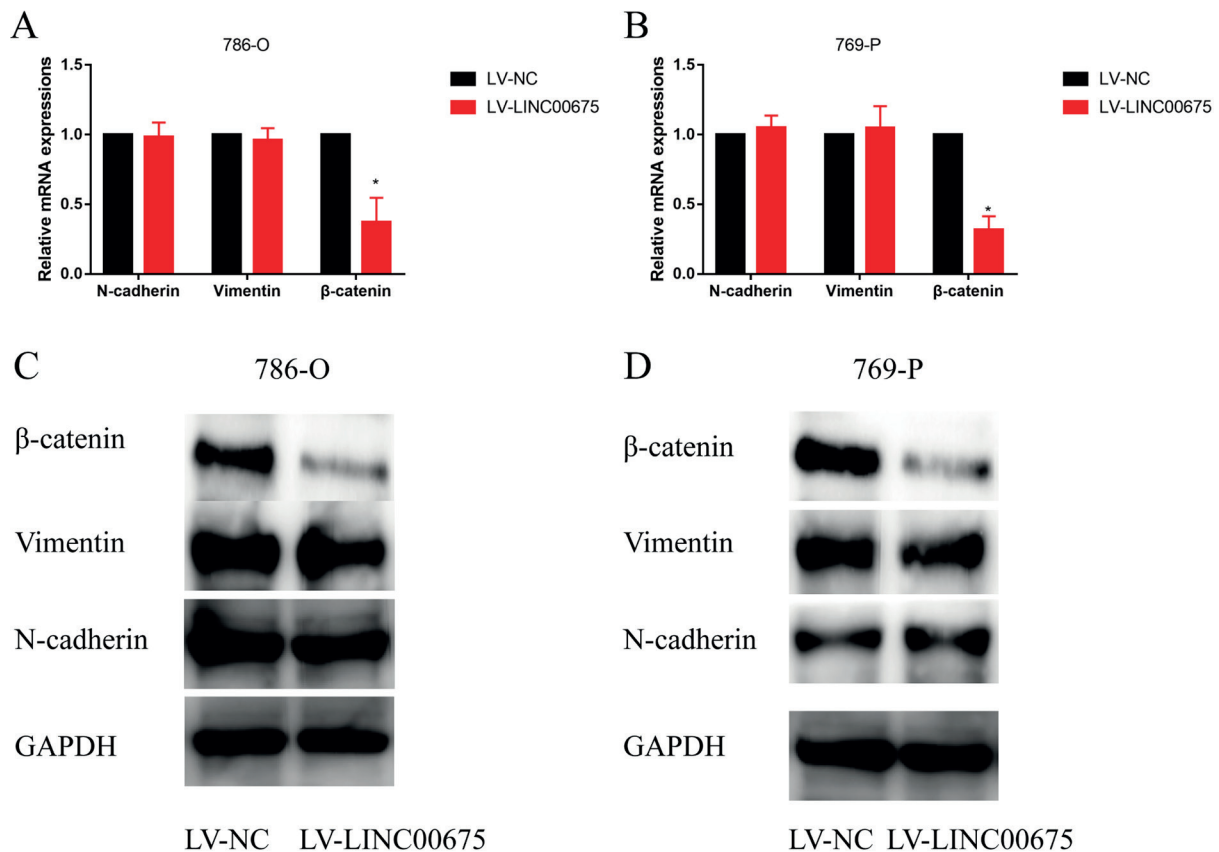 A
786-O
1.5
1.0
0.5
0.0
Relative mRNA expressions
N-cadherin Vimentin β-catenin
*
LV-NC
LV-LINC00675
B
769-P
1.5
1.0
0.5
0.0
Relative mRNA expressions
N-cadherin Vimentin β-catenin
*
LV-NC
LV-LINC00675
C
786-O
β-catenin
Vimentin
N-cadherin
GAPDH
LV-NC LV-LINC00675
D
769-P
β-catenin
Vimentin
N-cadherin
GAPDH
LV-NC LV-LINC00675